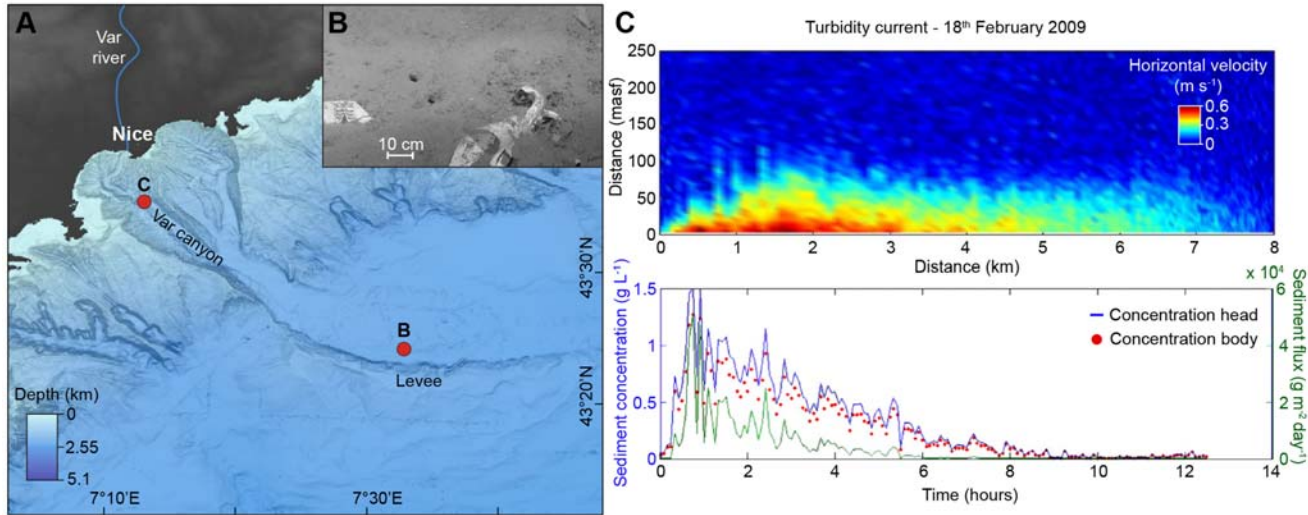 A
Var
river
Nice
C
Var canyon
B
Levee
Depth (km)
0
2.55
5.1
7°10'E
7°30'E
43°30'N
43°20'N
B
10 cm
C
Turbidity current - 18th February 2009
Horizontal velocity
(m s-1)
0.6
0.3
0
Distance (masf)
250
200
150
100
50
0
0 1 2 3 4 5 6 7 8
Distance (km)
x 10⁴
Sediment concentration (g L-1)
1.5
1
0.5
0
Concentration head
Concentration body
6
4
2
0
Sediment flux (g m-2 day-1)
0 2 4 6 8 10 12 14
Time (hours)